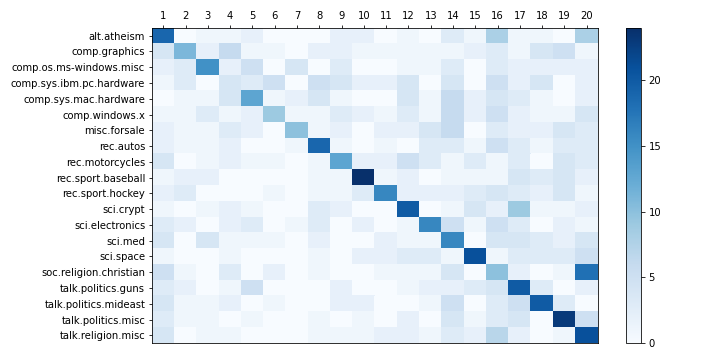 1 2 3 4 5 6 7 8 9 10 11 12 13 14 15 16 17 18 19 20
alt.atheism
comp.graphics
comp.os.ms-windows.misc
comp.sys.ibm.pc.hardware
comp.sys.mac.hardware
comp.windows.x
misc.forsale
rec.autos
rec.motorcycles
rec.sport.baseball
rec.sport.hockey
sci.crypt
sci.electronics
sci.med
sci.space
soc.religion.christian
talk.politics.guns
talk.politics.mideast
talk.politics.misc
talk.religion.misc
20
15
10
5
0